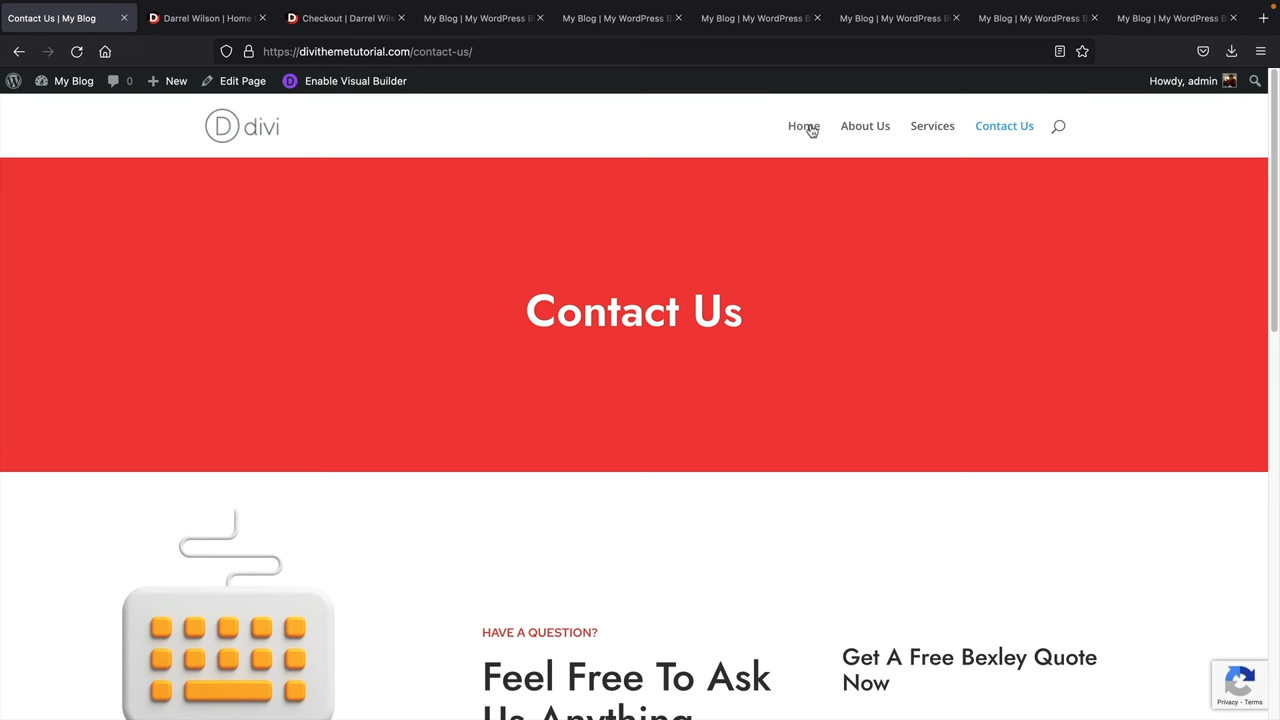 Contact Us | My Blog
Darrel Wilson | Home
Checkout | Darrel Wils
My Blog | My WordPress B
My Blog | My WordPress B
My Blog | My WordPress B
My Blog | My WordPress B
My Blog | My WordPress B
My Blog | My WordPress B
https://divithemetutorial.com/contact-us/
My Blog
0
New
Edit Page
D
Enable Visual Builder
Howdy, admin
D divi
Home
About Us
Services
Contact Us
Contact Us
HAVE A QUESTION?
Feel Free To Ask
Us Anything
Get A Free Bexley Quote
Now
Privacy - Terms